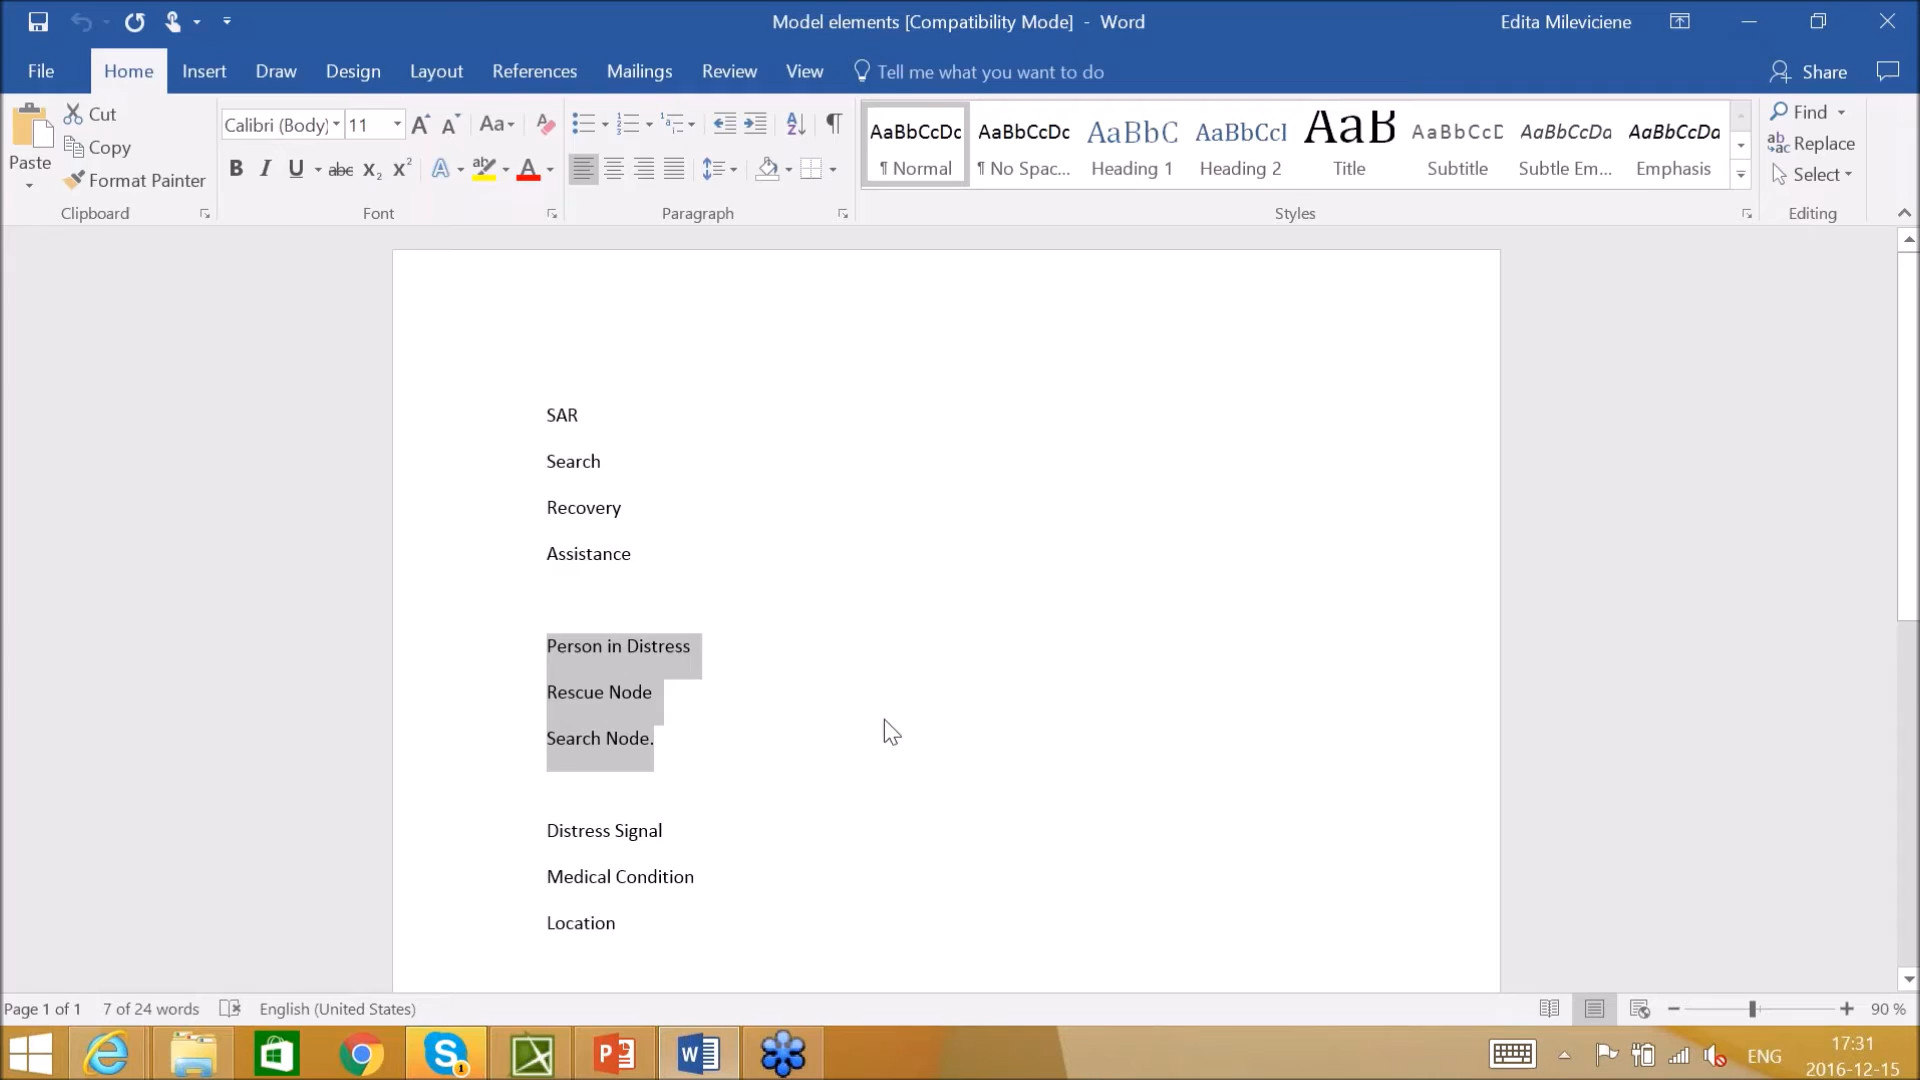 Model elements [Compatibility Mode] - Word
Edita Mileviciene
File
Home
Insert
Draw
Design
Layout
References
Mailings
Review
View
Tell me what you want to do
Share
Paste
Cut
Copy
Format Painter
Clipboard
Calibri (Body)
11
Aa
B I U abc X₂ X²
Font
Paragraph
AaBbCcDc
¶ Normal
AaBbCcDc
¶ No Spac...
AaBbC
Heading 1
AaBbCcI
Heading 2
AaB
Title
AaBbCcD
Subtitle
AaBbCcDa
Subtle Em...
AaBbCcDa
Emphasis
Styles
Find
Replace
Select
Editing
SAR
Search
Recovery
Assistance
Person in Distress
Rescue Node
Search Node.
Distress Signal
Medical Condition
Location
Page 1 of 1
7 of 24 words
English (United States)
90 %
1
ENG
17:31
2016-12-15